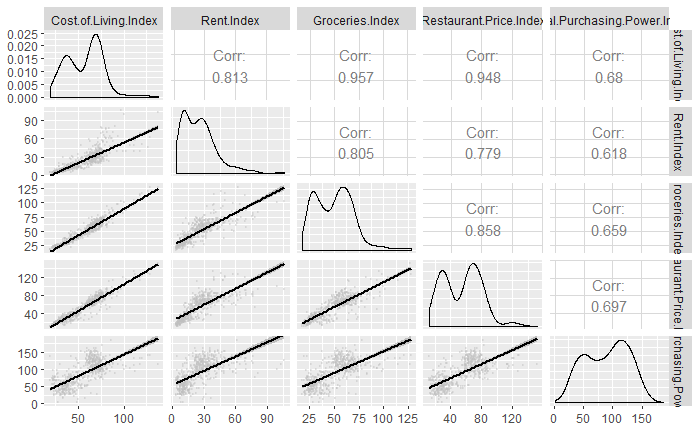 Cost.of.Living.Index Rent.Index Groceries.Index Restaurant.Price.Index al.Purchasing.Power.In
0.025
0.020
0.015
0.010
0.005
0.000
Corr:
0.813
Corr:
0.957
Corr:
0.948
Corr:
0.68
st.of.Living.Ind
90
60
30
0
Corr:
0.805
Corr:
0.779
Corr:
0.618
Rent.Index
125
100
75
50
25
Corr:
0.858
Corr:
0.659
roceries.Inde
120
80
40
Corr:
0.697
aurant.Price.I
150
100
50
0
rchasing.Pow
50 100
0 30 60 90
25 50 75 100 125
40 80 120
0 50 100 150